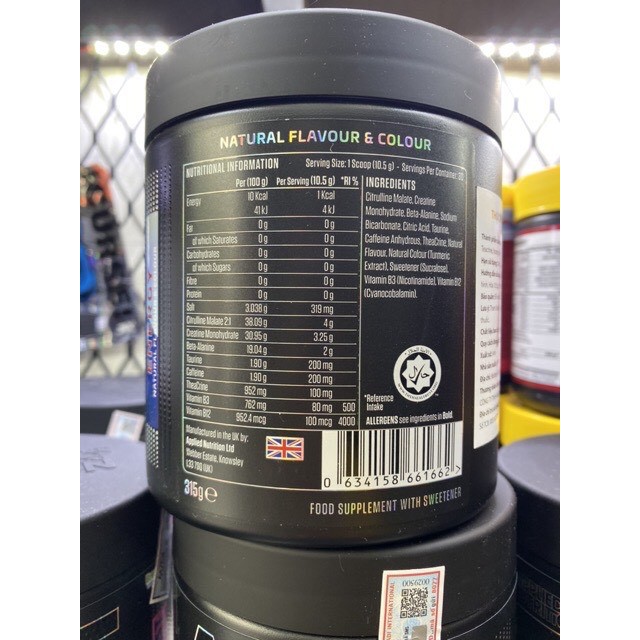 NATURAL FLAVOUR & COLOUR
NUTRITIONAL INFORMATION
Serving Size: 1 Scoop (10.5 g) - Servings Per Container:
Per (100 g) Per Serving (10.5 g) *RI %
Energy 10 Kcal 1 Kcal
41 kJ 4 kJ
Fat 0 g 0 g
of which Saturates 0 g 0 g
Carbohydrates 0 g 0 g
of which Sugars 0 g 0 g
Fibre 0 g 0 g
Protein 0 g 0 g
Salt 3.038 g 319 mg
Citrulline Malate 2:1 38.09 g 4 g
Creatine Monohydrate 30.95 g 3.25 g
Beta-Alanine 19.04 g 2 g
Taurine 1.90 g 200 mg
Caffeine 1.90 g 200 mg
TheaCrine 952 mg 100 mg
Vitamin B3 762 mg 80 mg 500
Vitamin B12 952.4 mcg 100 mcg 4000
INGREDIENTS
Citrulline Malate, Creatine
Monohydrate, Beta-Alanine, Sodium
Bicarbonate, Citric Acid, Taurine,
Caffeine Anhydrous, TheaCrine, Natural
Flavour, Natural Colour (Turmeric
Extract), Sweetener (Sucralose),
Vitamin B3 (Nicotinamide), Vitamin B12
(Cyanocobalamin).
*Reference
Intake
ALLERGENS see ingredients in Bold.
Manufactured in the UK by:
Applied Nutrition Ltd
Webber Estate, Knowsley
L33 7SQ (UK)
315g e
0 634158 661662 >
FOOD SUPPLEMENT WITH SWEETENER
ENERGY
0029500